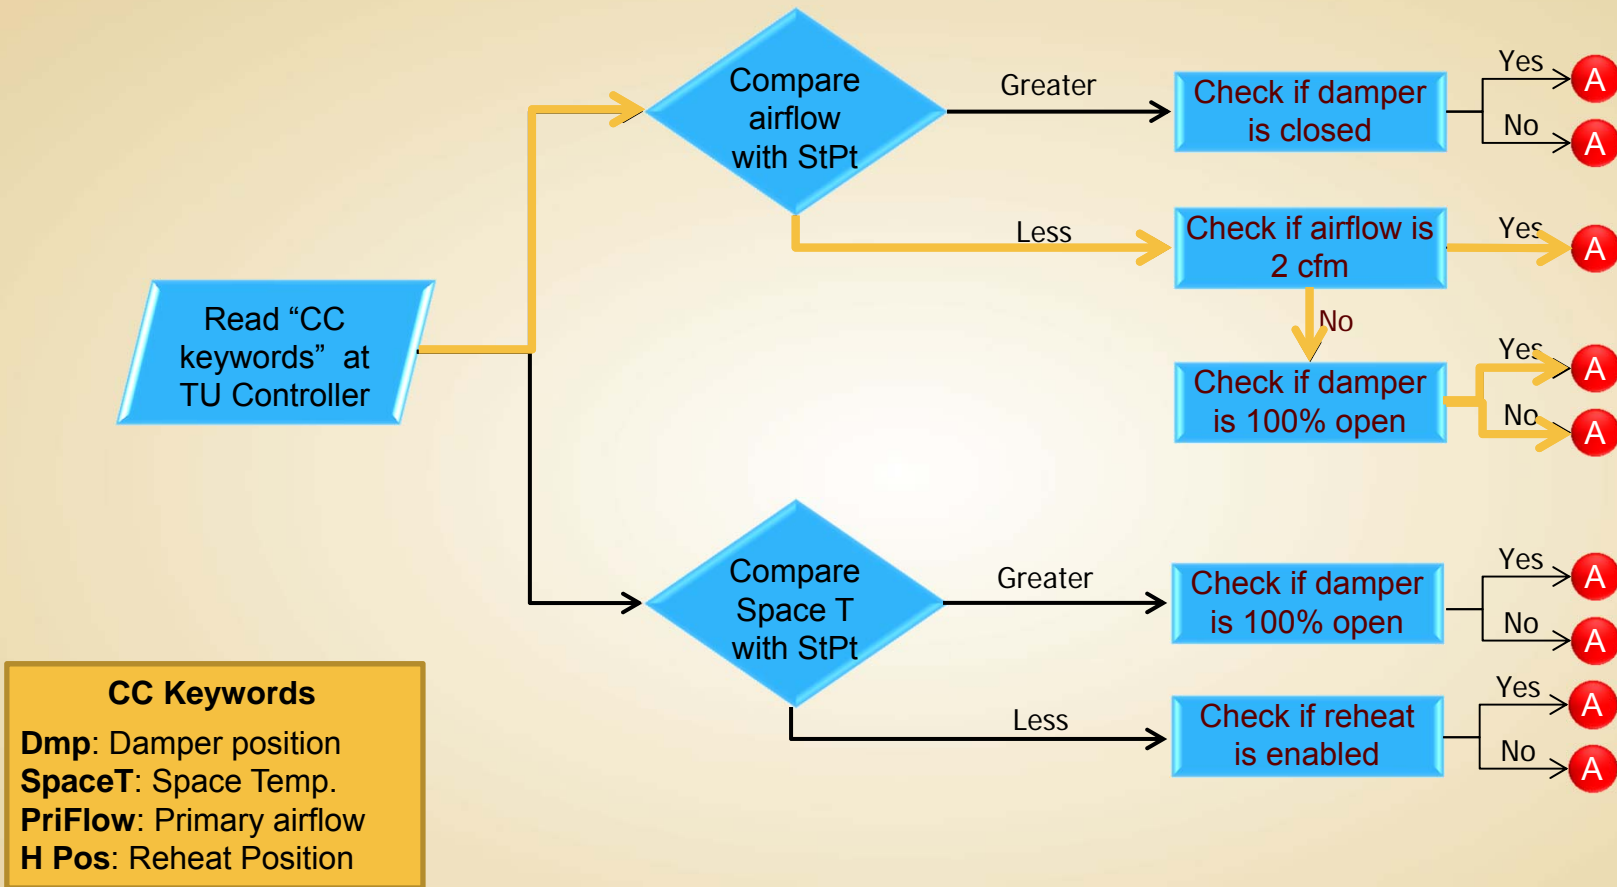 Compare
airflow
with StPt
Greater
Check if damper
is closed
Yes
A
No
A
Less
Check if airflow is
2 cfm
Yes
A
No
Read “CC
keywords” at
TU Controller
Check if damper
is 100% open
Yes
A
No
A
Compare
Space T
with StPt
Greater
Check if damper
is 100% open
Yes
A
No
A
Less
Check if reheat
is enabled
Yes
A
No
A
CC Keywords
Dmp: Damper position
SpaceT: Space Temp.
PriFlow: Primary airflow
H Pos: Reheat Position